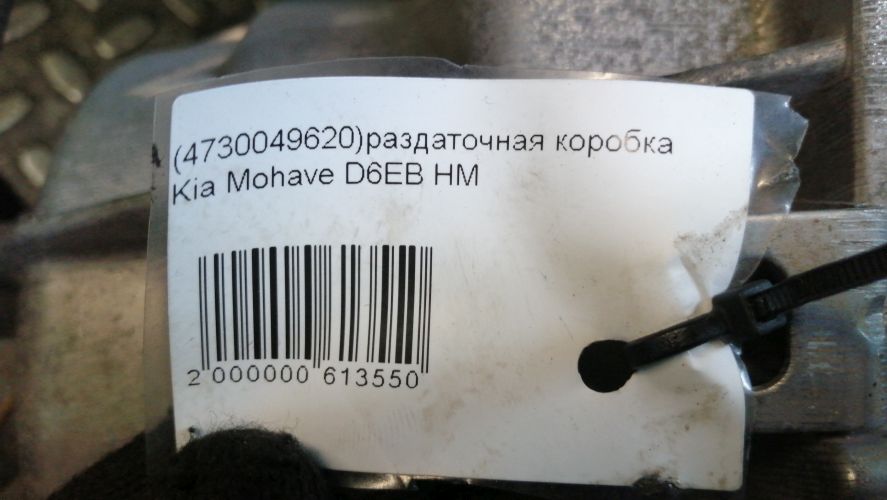 (4730049620)раздаточная коробка
Kia Mohave D6EB HM
2 000000 613550